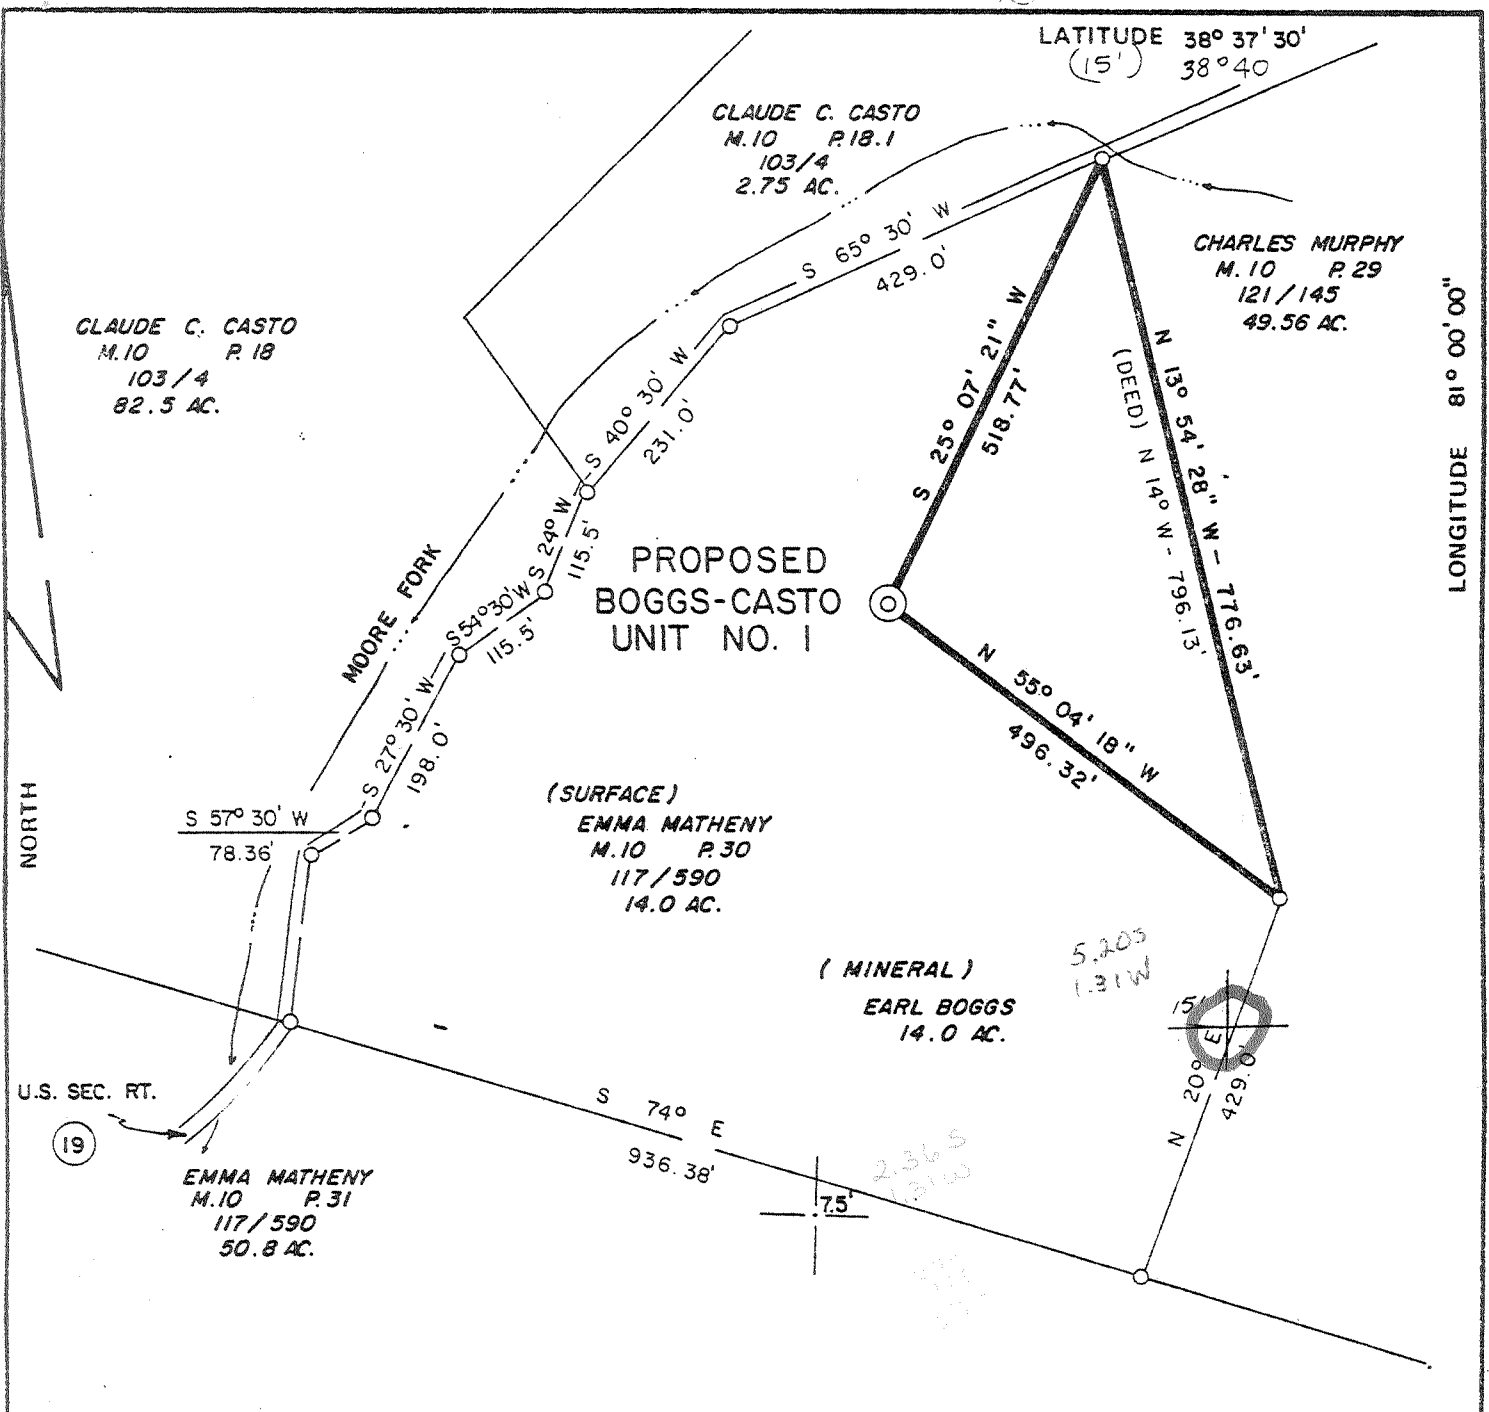 LATITUDE 38° 37' 30'
(15') 38°40
CLAUDE C. CASTO
M.10 P.18.1
103/4
2.75 AC.
CHARLES MURPHY
M.10 P.29
121/145
49.56 AC.
LONGITUDE 81° 00' 00"
CLAUDE C. CASTO
M.10 P.18
103/4
82.5 AC.
S 65° 30' W
429.0'
S 40° 30' W
231.0'
S 24° W
115.5'
S 54°30' W
115.5'
S 27° 30' W
198.0'
S 57° 30' W
78.36'
MOORE FORK
S 25° 07' 21" W
518.77'
N 13° 54' 28" W - 776.63'
(DEED) N 14° W - 796.13'
PROPOSED
BOGGS-CASTO
UNIT NO. 1
N 55° 04' 18" W
496.32'
NORTH
(SURFACE)
EMMA MATHENY
M.10 P.30
117/590
14.0 AC.
(MINERAL)
EARL BOGGS
14.0 AC.
5.20S
1.31W
15'
N 20° E
429.0'
U.S. SEC. RT.
19
EMMA MATHENY
M.10 P.31
117/590
50.8 AC.
S 74° E
936.38'
2.36 S
1.31W
7.5'